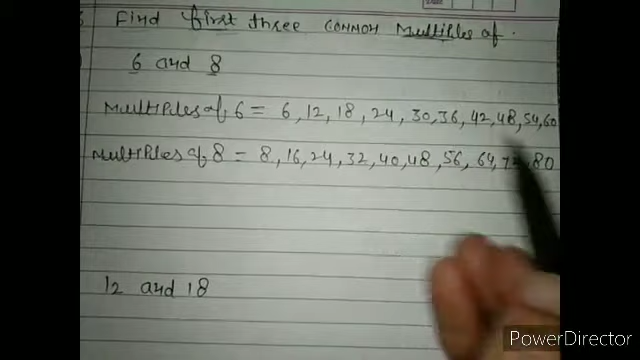 Find first three common Multiples of.
6 and 8
Multiples of 6 = 6, 12, 18, 24, 30, 36, 42, 48, 54, 60
Multiples of 8 = 8, 16, 24, 32, 40, 48, 56, 64, 72, 80
12 and 18
PowerDirector